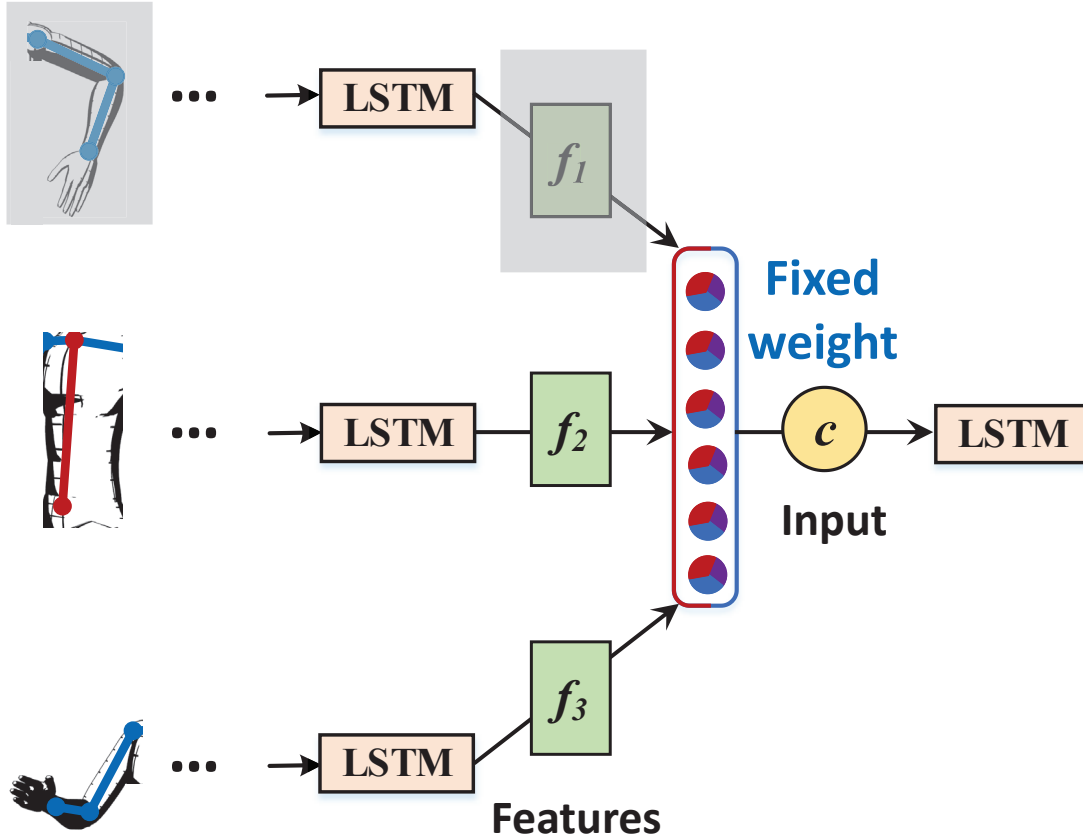 LSTM
f1
Fixed
weight
LSTM
f2
c
LSTM
Input
LSTM
f3
Features